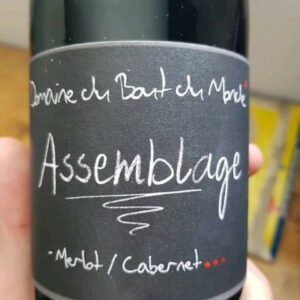 Domaine du Bout du Monde
Assemblage
- Merlot / Cabernet...